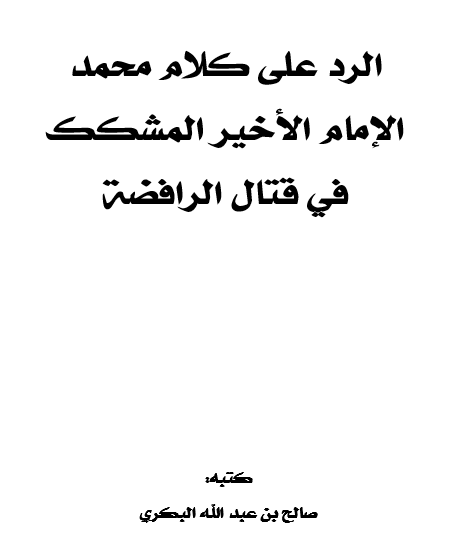 الرد على كلام محمد
الإمام الأخير المشكك
في قتال الرافضة
كتبه:
صالح بن عبد الله البكري